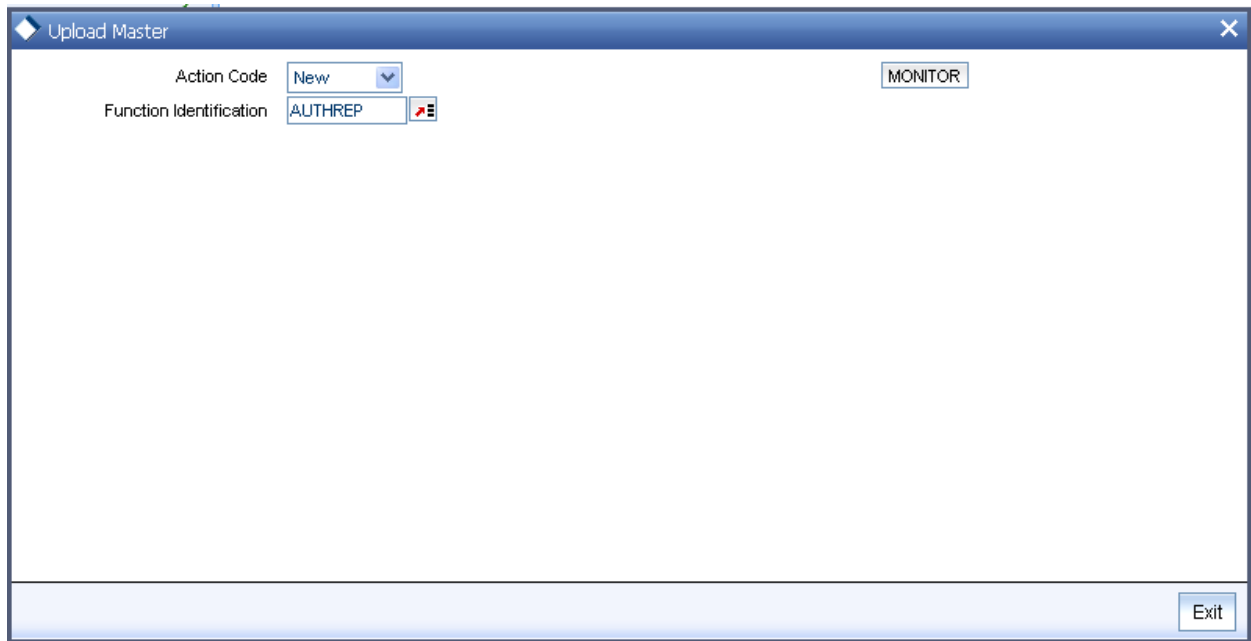 Upload Master
Action Code New MONITOR
Function Identification AUTHREP
Exit